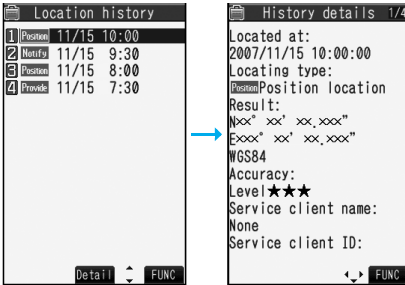 Location history
1 Position 11/15 10:00
2 Notify 11/15 9:30
3 Position 11/15 8:00
4 Provide 11/15 7:30
Detail FUNC
History details 1/4
Located at:
2007/11/15 10:00:00
Locating type:
Position Position location
Result:
N××° ××’ ××.×××”
E×××° ××’ ××.×××”
WGS84
Accuracy:
Level★★★
Service client name:
None
Service client ID:
FUNC